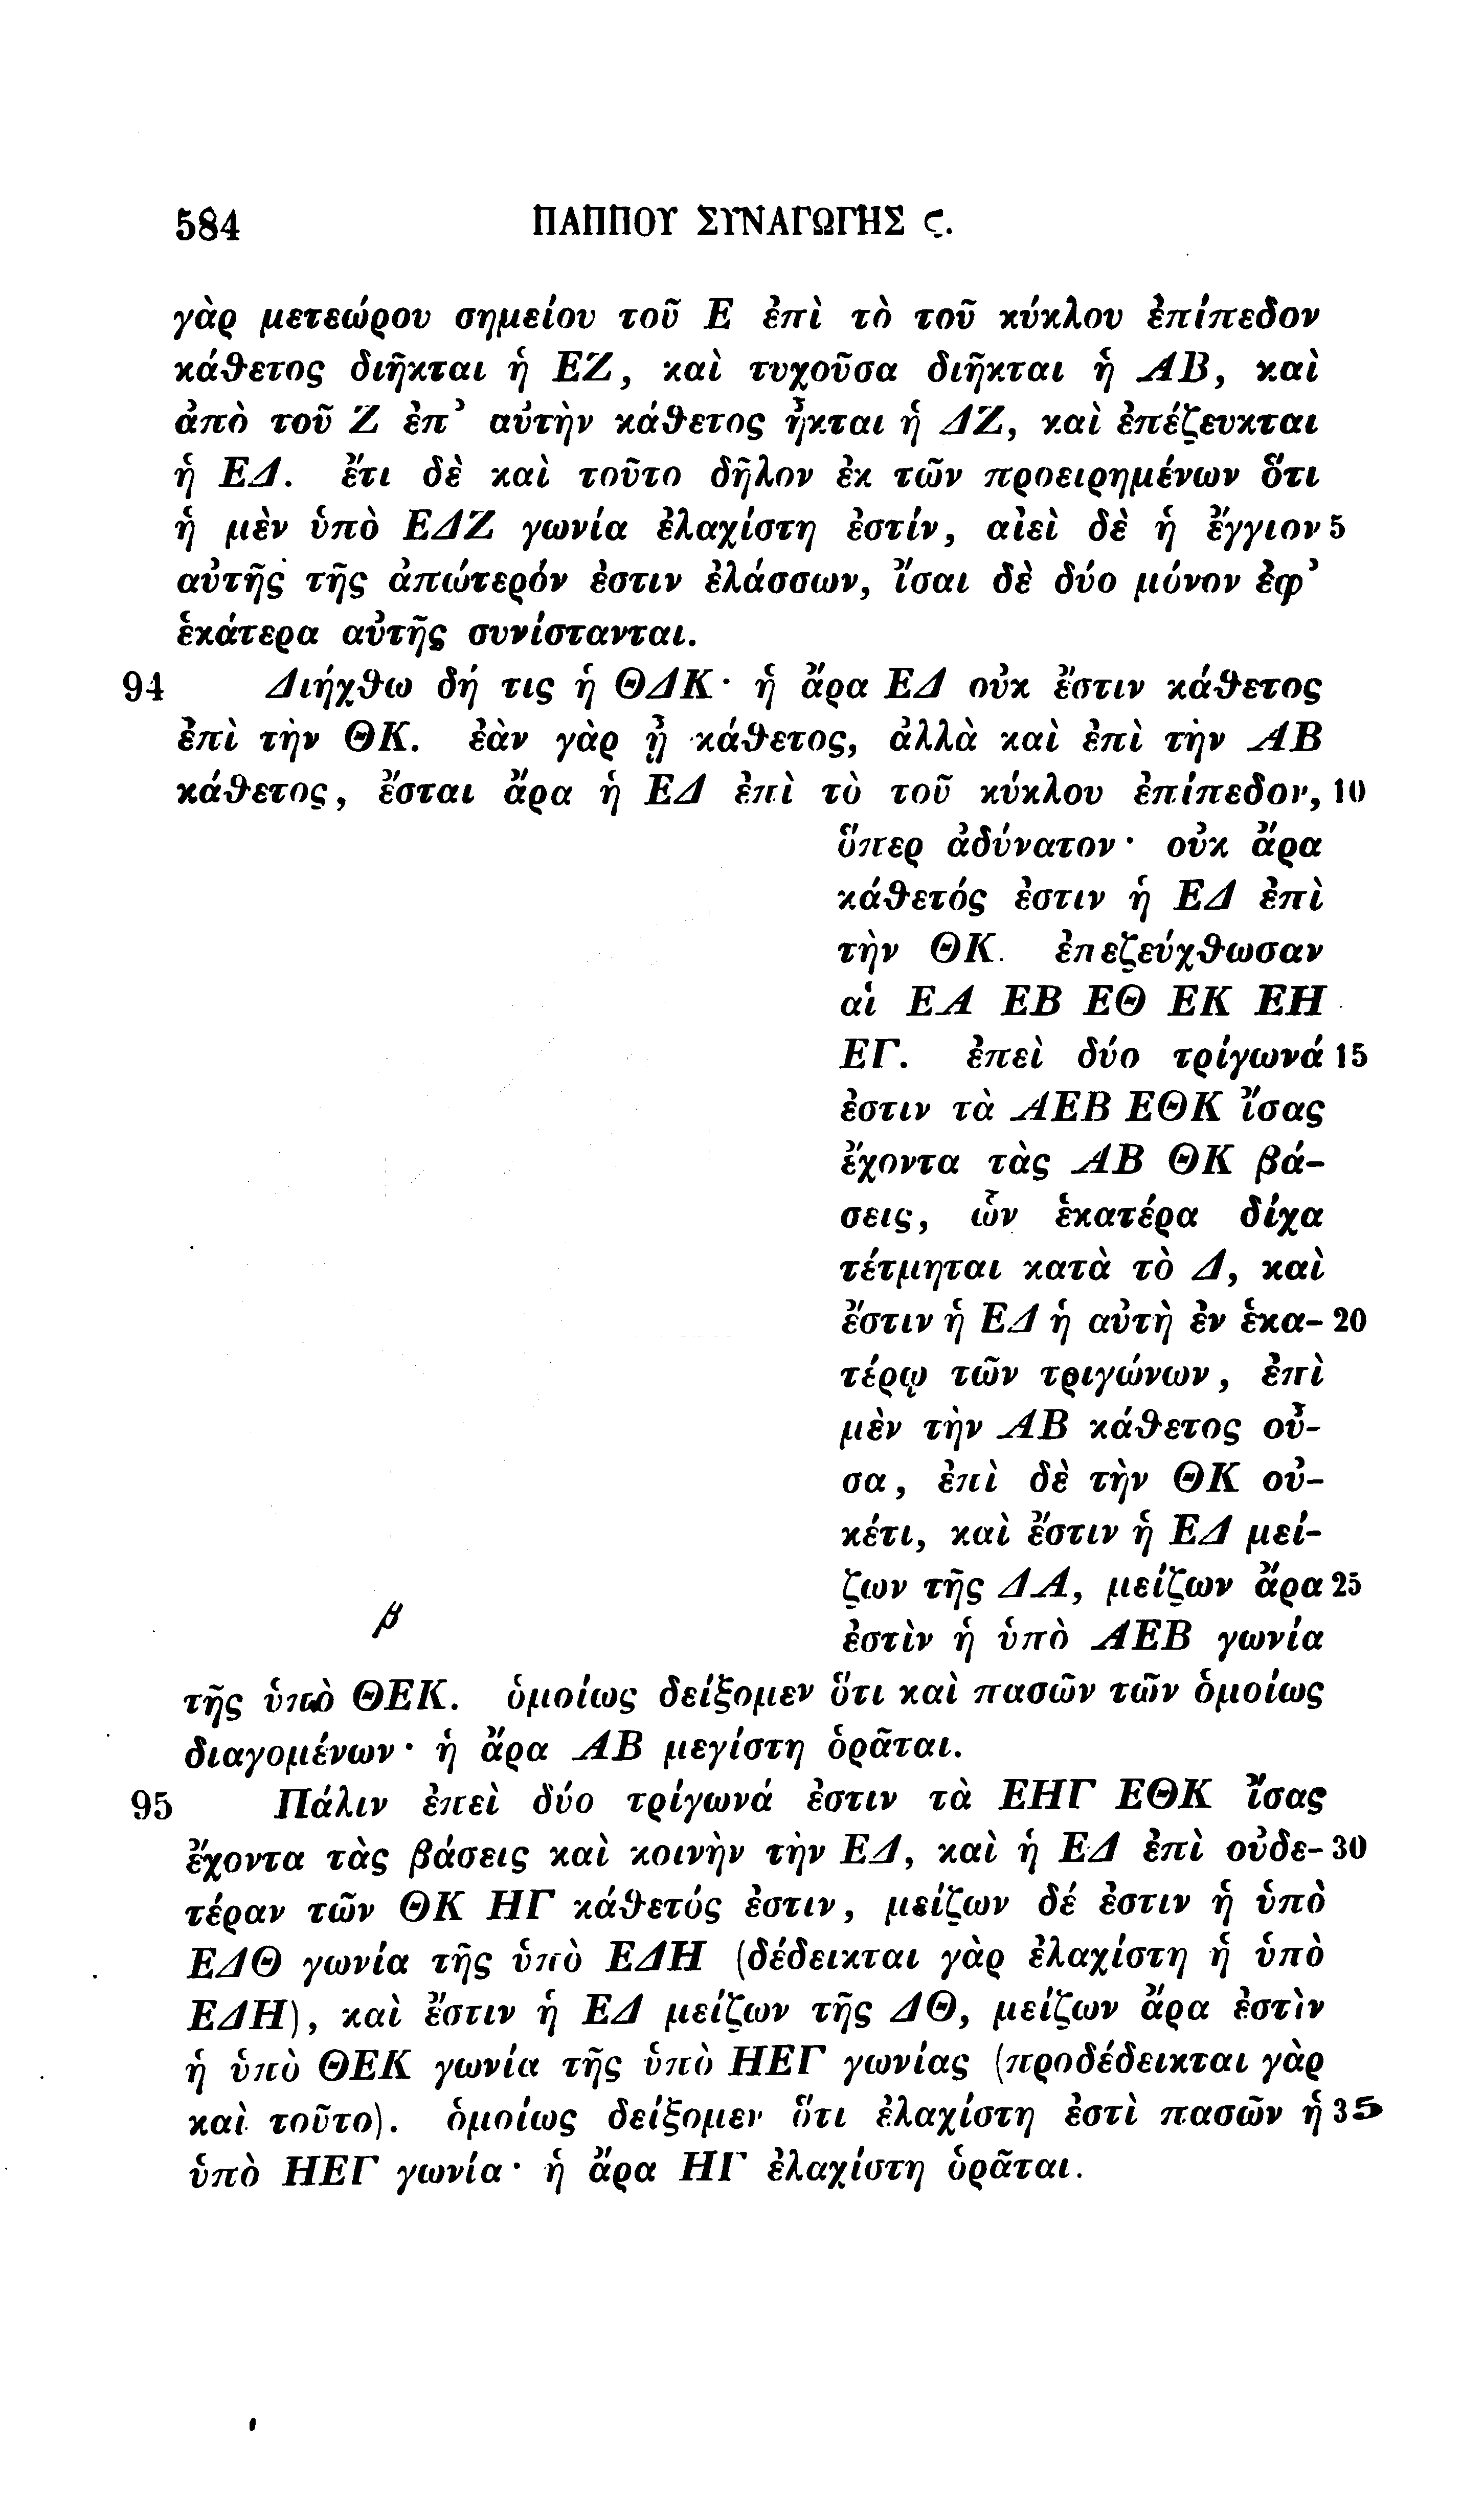 584 ΠΑΠΠΟΥ ΣΥΝΑΓΩΓΗΣ ς.
γὰρ μετεώρου σημείου τοῦ Ε ἐπὶ τὸ τοῦ κύκλου ἐπίπεδον
κάθετος διῆκται ἡ ΕΖ, καὶ τυχοῦσα διῆκται ἡ ΑΒ, καὶ
ἀπὸ τοῦ Ζ ἐπ’ αὐτὴν κάθετος ἦκται ἡ ΔΖ, καὶ ἐπέζευκται
ἡ ΕΔ. ἔτι δὲ καὶ τοῦτο δῆλον ἐκ τῶν προειρημένων ὅτι
ἡ μὲν ὑπὸ ΕΔΖ γωνία ἐλαχίστη ἐστίν, αἰεὶ δὲ ἡ ἔγγιον 5
αὐτῆς τῆς ἀπώτερόν ἐστιν ἐλάσσων, ἴσαι δὲ δύο μόνον ἐφ’
ἑκάτερα αὐτῆς συνίστανται.
94 Διήχθω δή τις ἡ ΘΔΚ· ἡ ἄρα ΕΔ οὐκ ἔστιν κάθετος
ἐπὶ τὴν ΘΚ. ἐὰν γὰρ ᾖ κάθετος, ἀλλὰ καὶ ἐπὶ τὴν ΑΒ
κάθετος, ἔσται ἄρα ἡ ΕΔ ἐπὶ τὸ τοῦ κύκλου ἐπίπεδον, 10
ὅπερ ἀδύνατον· οὐκ ἄρα
κάθετός ἐστιν ἡ ΕΔ ἐπὶ
τὴν ΘΚ. ἐπεζεύχθωσαν
αἱ ΕΑ ΕΒ ΕΘ ΕΚ ΕΗ
ΕΓ. ἐπεὶ δύο τρίγωνά 15
ἐστιν τὰ ΑΕΒ ΕΘΚ ἴσας
ἔχοντα τὰς ΑΒ ΘΚ βά-
σεις, ὧν ἑκατέρα δίχα
τέτμηται κατὰ τὸ Δ, καὶ
ἔστιν ἡ ΕΔ ἡ αὐτὴ ἐν ἑκα- 20
τέρῳ τῶν τριγώνων, ἐπὶ
μὲν τὴν ΑΒ κάθετος οὖ-
σα, ἐπὶ δὲ τὴν ΘΚ οὐ-
κέτι, καὶ ἔστιν ἡ ΕΔ μεί-
ζων τῆς ΔΑ, μείζων ἄρα 25
β
ἐστὶν ἡ ὑπὸ ΑΕΒ γωνία
τῆς ὑπὸ ΘΕΚ. ὁμοίως δείξομεν ὅτι καὶ πασῶν τῶν ὁμοίως
διαγομένων· ἡ ἄρα ΑΒ μεγίστη ὁρᾶται.
95 Πάλιν ἐπεὶ δύο τρίγωνά ἐστιν τὰ ΕΗΓ ΕΘΚ ἴσας
ἔχοντα τὰς βάσεις καὶ κοινὴν τὴν ΕΔ, καὶ ἡ ΕΔ ἐπὶ οὐδε- 30
τέραν τῶν ΘΚ ΗΓ κάθετός ἐστιν, μείζων δέ ἐστιν ἡ ὑπὸ
ΕΔΘ γωνία τῆς ὑπὸ ΕΔΗ (δέδεικται γὰρ ἐλαχίστη ἡ ὑπὸ
ΕΔΗ), καὶ ἔστιν ἡ ΕΔ μείζων τῆς ΔΘ, μείζων ἄρα ἐστὶν
ἡ ὑπὸ ΘΕΚ γωνία τῆς ὑπὸ ΗΕΓ γωνίας (προδέδεικται γὰρ
καὶ τοῦτο). ὁμοίως δείξομεν ὅτι ἐλαχίστη ἐστὶ πασῶν ἡ 35
ὑπὸ ΗΕΓ γωνία· ἡ ἄρα ΗΓ ἐλαχίστη ὁρᾶται.